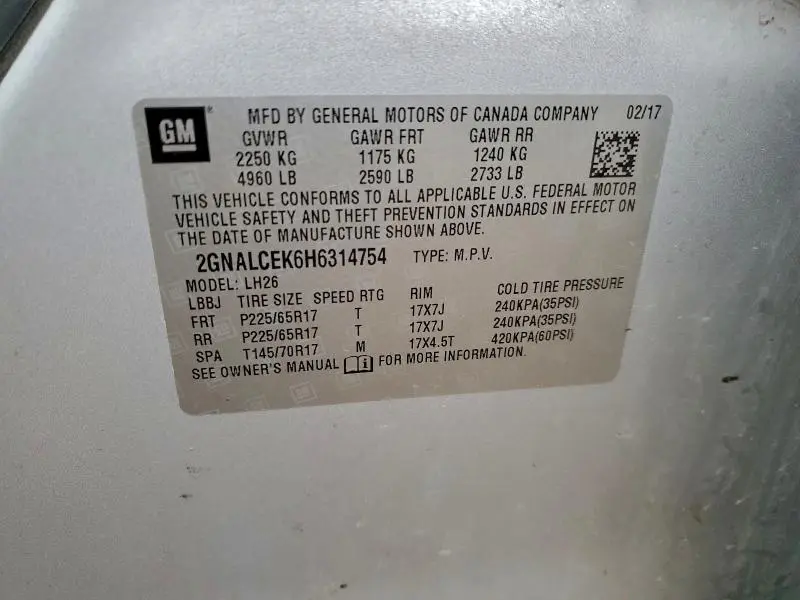 GM® MFD BY GENERAL MOTORS OF CANADA COMPANY 02/17
GVWR GAWR FRT GAWR RR
2250 KG 1175 KG 1240 KG
4960 LB 2590 LB 2733 LB
THIS VEHICLE CONFORMS TO ALL APPLICABLE U.S. FEDERAL MOTOR
VEHICLE SAFETY AND THEFT PREVENTION STANDARDS IN EFFECT ON
THE DATE OF MANUFACTURE SHOWN ABOVE.
2GNALCEK6H6314754 TYPE: M.P.V.
MODEL: LH26
LBBJ TIRE SIZE SPEED RTG RIM COLD TIRE PRESSURE
FRT P225/65R17 T 17X7J 240KPA(35PSI)
RR P225/65R17 T 17X7J 240KPA(35PSI)
SPA T145/70R17 M 17X4.5T 420KPA(60PSI)
SEE OWNER'S MANUAL i FOR MORE INFORMATION.